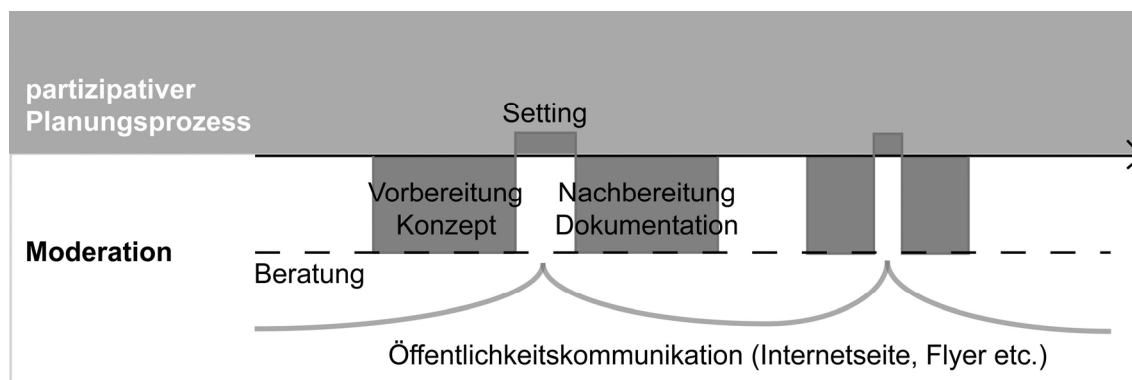 partizipativer
Planungsprozess
Setting
Vorbereitung
Konzept
Nachbereitung
Dokumentation
Moderation
Beratung
Öffentlichkeitskommunikation (Internetseite, Flyer etc.)